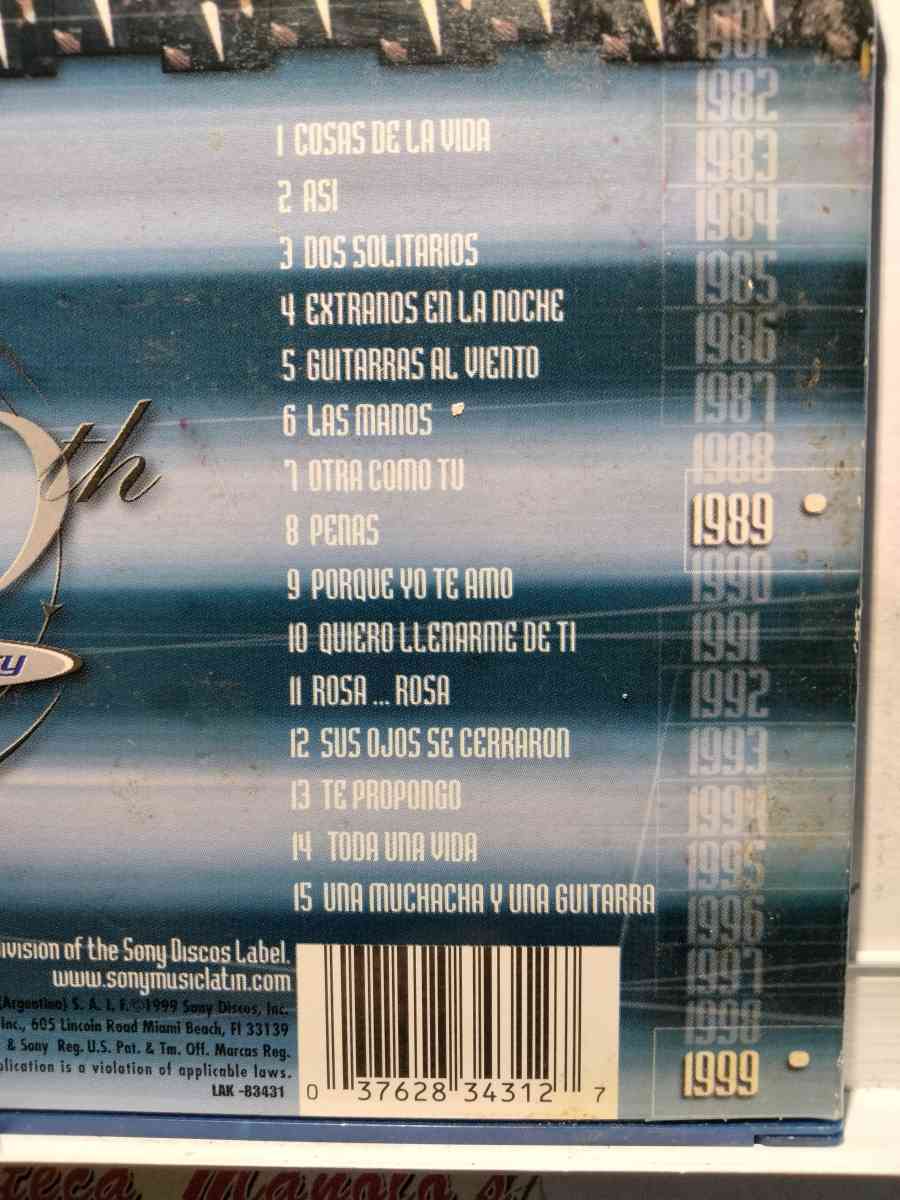 1 COSAS DE LA VIDA
2 ASI
3 DOS SOLITARIOS
4 EXTRANOS EN LA NOCHE
5 GUITARRAS AL VIENTO
6 LAS MANOS
7 OTRA COMO TU
8 PENAS
9 PORQUE YO TE AMO
10 QUIERO LLENARME DE TI
11 ROSA ... ROSA
12 SUS OJOS SE CERRARON
13 TE PROPONGO
14 TODA UNA VIDA
15 UNA MUCHACHA Y UNA GUITARRA
1981
1982
1983
1984
1985
1986
1987
1988
1989
1990
1991
1992
1993
1994
1995
1996
1997
1998
1999
th
of the Sony Discos Label.
www.sonymusiclatin.com
(Argentina) S. A. I. F. ©1999 Sony Discos, Inc.
Inc., 605 Lincoln Road Miami Beach, Fl 33139
& Sony Reg. U.S. Pat. & Tm. Off. Marcas Reg.
is a violation of applicable laws.
LAK -83431
0 37628 34312 7